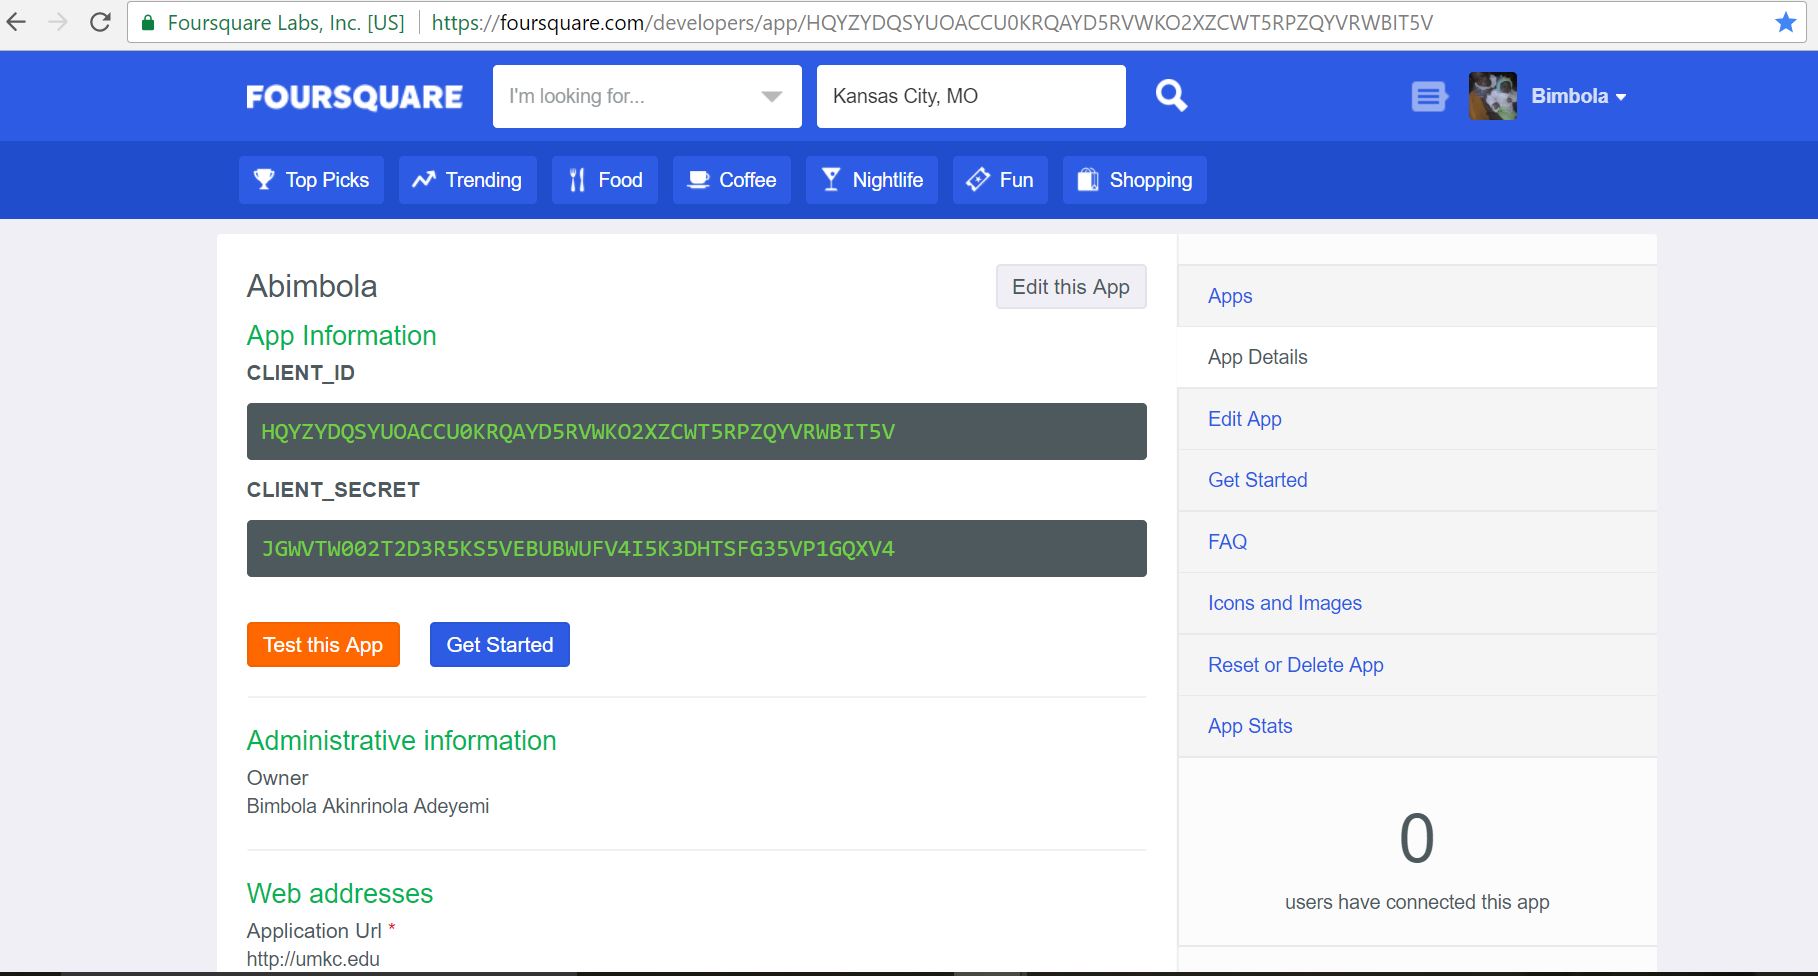 Foursquare Labs, Inc. [US] https://foursquare.com/developers/app/HQYZYDQSYUOACCU0KRQAYD5RVWKO2XZCWT5RPZQYVRWBIT5V
FOURSQUARE I'm looking for... Kansas City, MO Bimbola
Top Picks Trending Food Coffee Nightlife Fun Shopping
Abimbola
Edit this App
App Information
CLIENT_ID
HQYZYDQSYUOACCU0KRQAYD5RVWKO2XZCWT5RPZQYVRWBIT5V
CLIENT_SECRET
JGWVTW002T2D3R5KS5VEBUBWUFV4I5K3DHTSFG35VP1GQXV4
Test this App Get Started
Administrative information
Owner
Bimbola Akinrinola Adeyemi
Web addresses
Application Url *
http://umkc.edu
Apps
App Details
Edit App
Get Started
FAQ
Icons and Images
Reset or Delete App
App Stats
0
users have connected this app